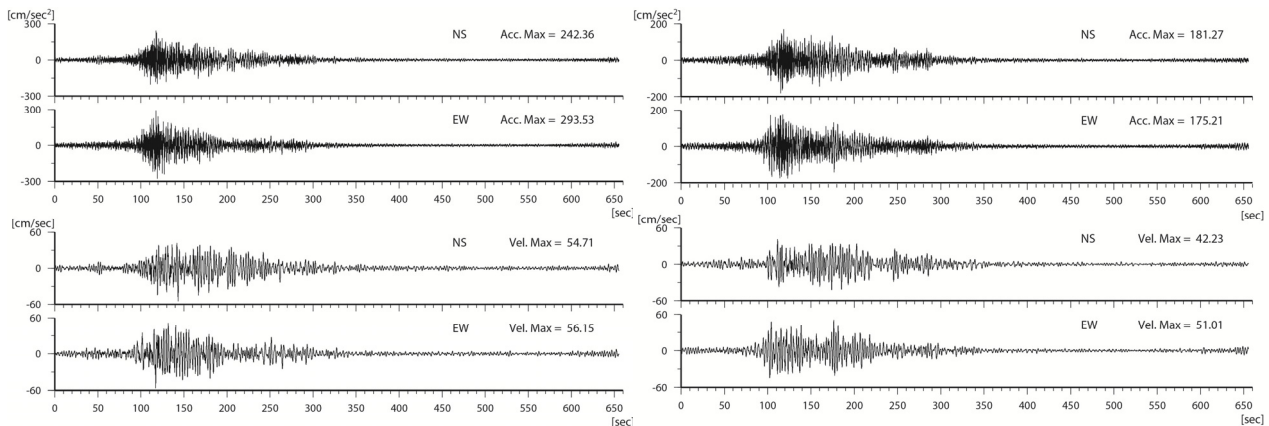 [cm/sec²]
300
NS Acc. Max = 242.36
0
-300
300
EW Acc. Max = 293.53
0
-300
0 50 100 150 200 250 300 350 400 450 500 550 600 650
[sec]
[cm/sec]
60
NS Vel. Max = 54.71
0
-60
60
EW Vel. Max = 56.15
0
-60
0 50 100 150 200 250 300 350 400 450 500 550 600 650
[sec]
[cm/sec²]
200
NS Acc. Max = 181.27
0
-200
200
EW Acc. Max = 175.21
0
-200
0 50 100 150 200 250 300 350 400 450 500 550 600 650
[sec]
[cm/sec]
60
NS Vel. Max = 42.23
0
-60
60
EW Vel. Max = 51.01
0
-60
0 50 100 150 200 250 300 350 400 450 500 550 600 650
[sec]